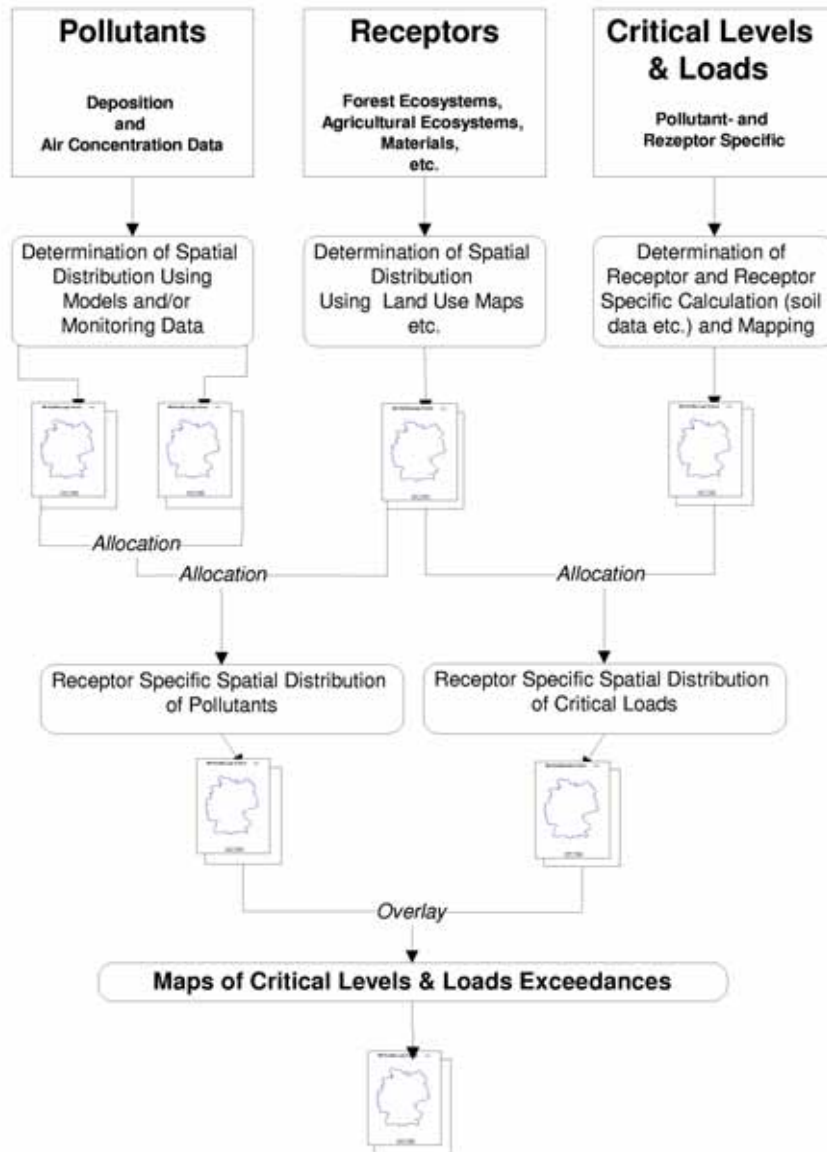 Pollutants
Deposition
and
Air Concentration Data
Receptors
Forest Ecosystems,
Agricultural Ecosystems,
Materials,
etc.
Critical Levels
& Loads
Pollutant- and
Rezeptor Specific
Determination of Spatial
Distribution Using
Models and/or
Monitoring Data
Determination of Spatial
Distribution
Using Land Use Maps
etc.
Determination of
Receptor and Receptor
Specific Calculation (soil
data etc.) and Mapping
Allocation
Allocation
Allocation
Receptor Specific Spatial Distribution
of Pollutants
Receptor Specific Spatial Distribution
of Critical Loads
Overlay
Maps of Critical Levels & Loads Exceedances